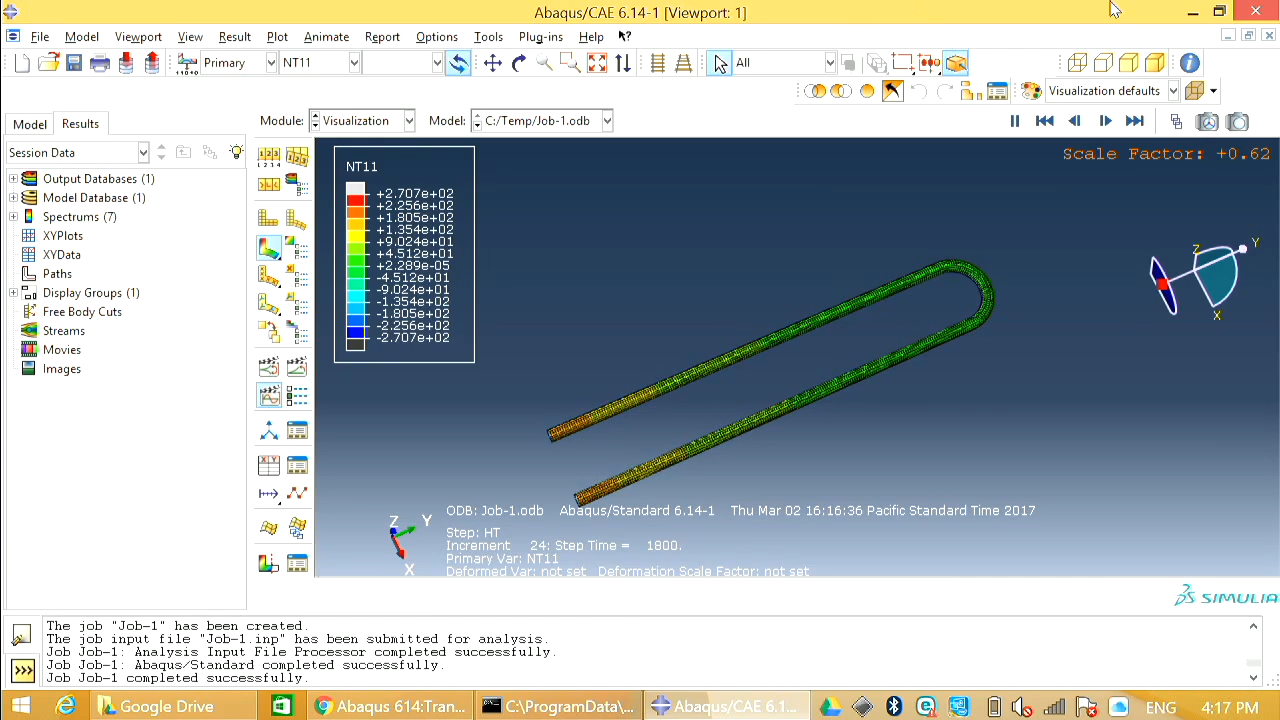 Abaqus/CAE 6.14-1 [Viewport: 1]
File Model Viewport View Result Plot Animate Report Options Tools Plug-ins Help
Primary NT11 All
Visualization defaults
Model Results Module: Visualization Model: C:/Temp/Job-1.odb
Session Data
Output Databases (1)
Model Database (1)
Spectrums (7)
XYPlots
XYData
Paths
Display Groups (1)
Free Body Cuts
Streams
Movies
Images
NT11
+2.707e+02
+2.256e+02
+1.805e+02
+1.354e+02
+9.024e+01
+4.512e+01
+2.289e-05
-4.512e+01
-9.024e+01
-1.354e+02
-1.805e+02
-2.256e+02
-2.707e+02
Scale Factor: +0.62
Y
Z
X
Z
Y
X
ODB: Job-1.odb Abaqus/Standard 6.14-1 Thu Mar 02 16:16:36 Pacific Standard Time 2017
Step: HT
Increment 24: Step Time = 1800.
Primary Var: NT11
Deformed Var: not set Deformation Scale Factor: not set
SIMULIA
The job "Job-1" has been created.
The job input file "Job-1.inp" has been submitted for analysis.
Job Job-1: Analysis Input File Processor completed successfully.
Job Job-1: Abaqus/Standard completed successfully.
Job Job-1 completed successfully.
Google Drive Abaqus 614:Tran... C:\ProgramData\... Abaqus/CAE 6.1... ENG 4:17 PM